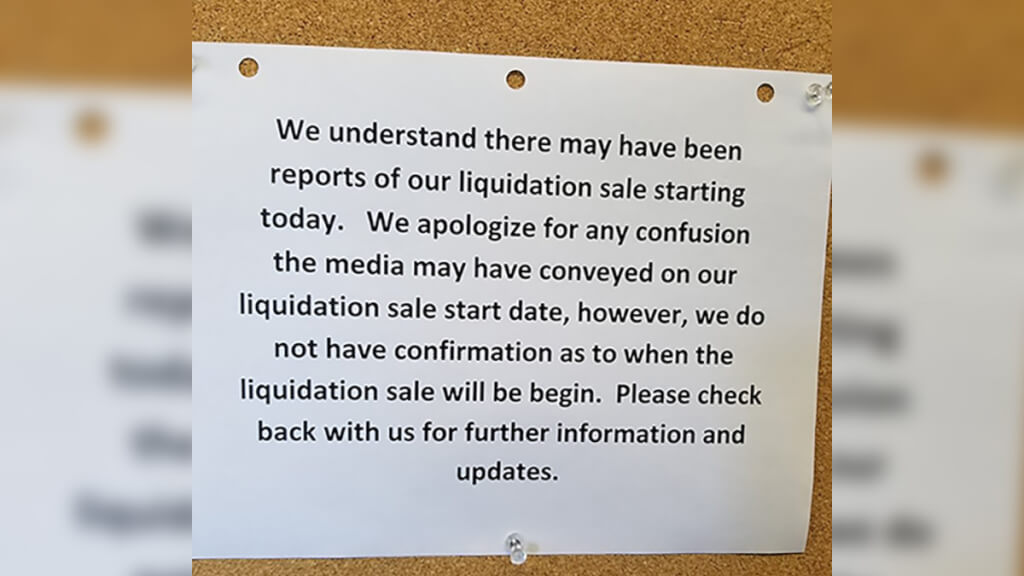 We understand there may have been
reports of our liquidation sale starting
today.   We apologize for any confusion
the media may have conveyed on our
liquidation sale start date, however, we do
not have confirmation as to when the
liquidation sale will be begin.  Please check
back with us for further information and
updates.